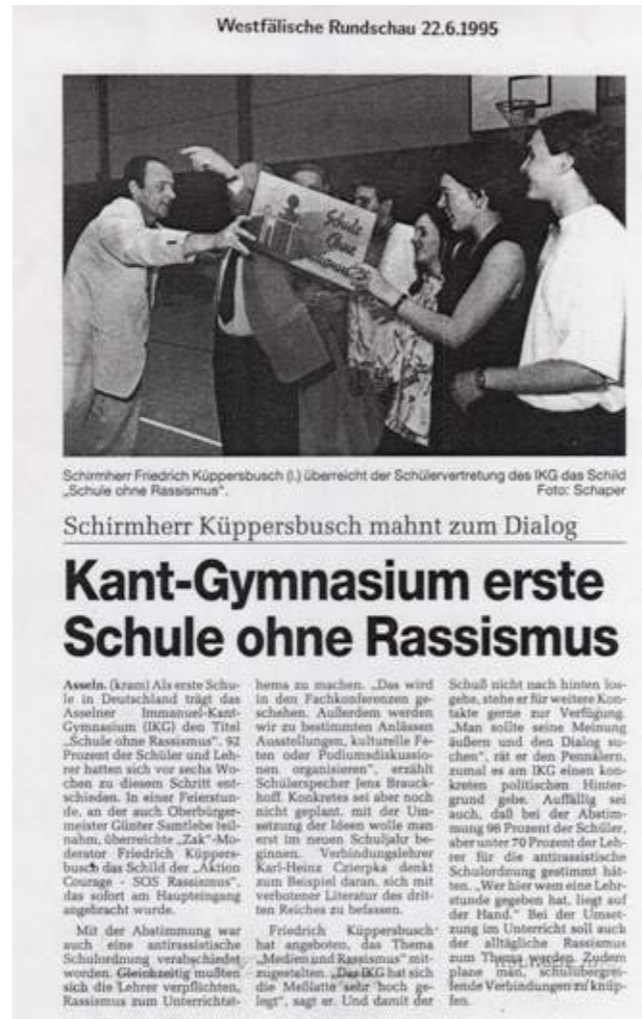 Westfälische Rundschau 22.6.1995
Schule
Ohne
Schirmherr Friedrich Küppersbusch (l.) überreicht der Schülervertretung des IKG das Schild
„Schule ohne Rassismus“.
Foto: Schaper
Schirmherr Küppersbusch mahnt zum Dialog
Kant-Gymnasium erste
Schule ohne Rassismus
Asseln. (kram) Als erste Schu-
le in Deutschland trägt das
Asselner Immanuel-Kant-
Gymnasium (IKG) den Titel
„Schule ohne Rassismus“. 92
Prozent der Schüler und Leh-
rer hatten sich vor sechs Wo-
chen zu diesem Schritt ent-
schieden. In einer Feierstun-
de, an der auch Oberbürger-
meister Günter Samtlebe teil-
nahm, überreichte „Zak“-Mo-
derator Friedrich Küppers-
busch das Schild der „Aktion
Courage - SOS Rassismus“,
das sofort am Haupteingang
angebracht wurde.
Mit der Abstimmung war
auch eine antirassistische
Schulordnung verabschiedet
worden. Gleichzeitig mußten
sich die Lehrer verpflichten,
Rassismus zum Unterrichtst-
hema zu machen. „Das wird
in den Fachkonferenzen ge-
schehen. Außerdem werden
wir zu bestimmten Anlässen
Ausstellungen, kulturelle Fe-
ten oder Podiumsdiskussio-
nen organisieren“, erzählt
Schülersprecher Jens Brauck-
hoff. Konkretes sei aber noch
nicht geplant, mit der Um-
setzung der Ideen wolle man
erst im neuen Schuljahr be-
ginnen. Verbindungslehrer
Karl-Heinz Czierpka denkt
zum Beispiel daran, sich mit
verbotener Literatur des drit-
ten Reiches zu befassen.
Friedrich Küppersbusch
hat angeboten, das Thema
„Medien und Rassismus“ mit-
zugestalten. „Das IKG hat sich
die Meßlatte sehr hoch ge-
legt“, sagt er. Und damit der
Schuß nicht nach hinten los-
gehe, stehe er für weitere Kon-
takte gerne zur Verfügung.
„Man sollte seine Meinung
äußern und den Dialog su-
chen“, rät er den Pennälern,
zumal es am IKG einen kon-
kreten politischen Hinter-
grund gebe. Auffällig sei
auch, daß bei der Abstim-
mung 96 Prozent der Schüler,
aber unter 70 Prozent der Leh-
rer für die antirassistische
Schulordnung gestimmt hät-
ten. „Wer hier wem eine Lehr-
stunde gegeben hat, liegt auf
der Hand.“ Bei der Umset-
zung im Unterricht soll auch
der alltägliche Rassismus
zum Thema werden. Zudem
plane man, schulübergrei-
fende Verbindungen zu knüp-
fen.